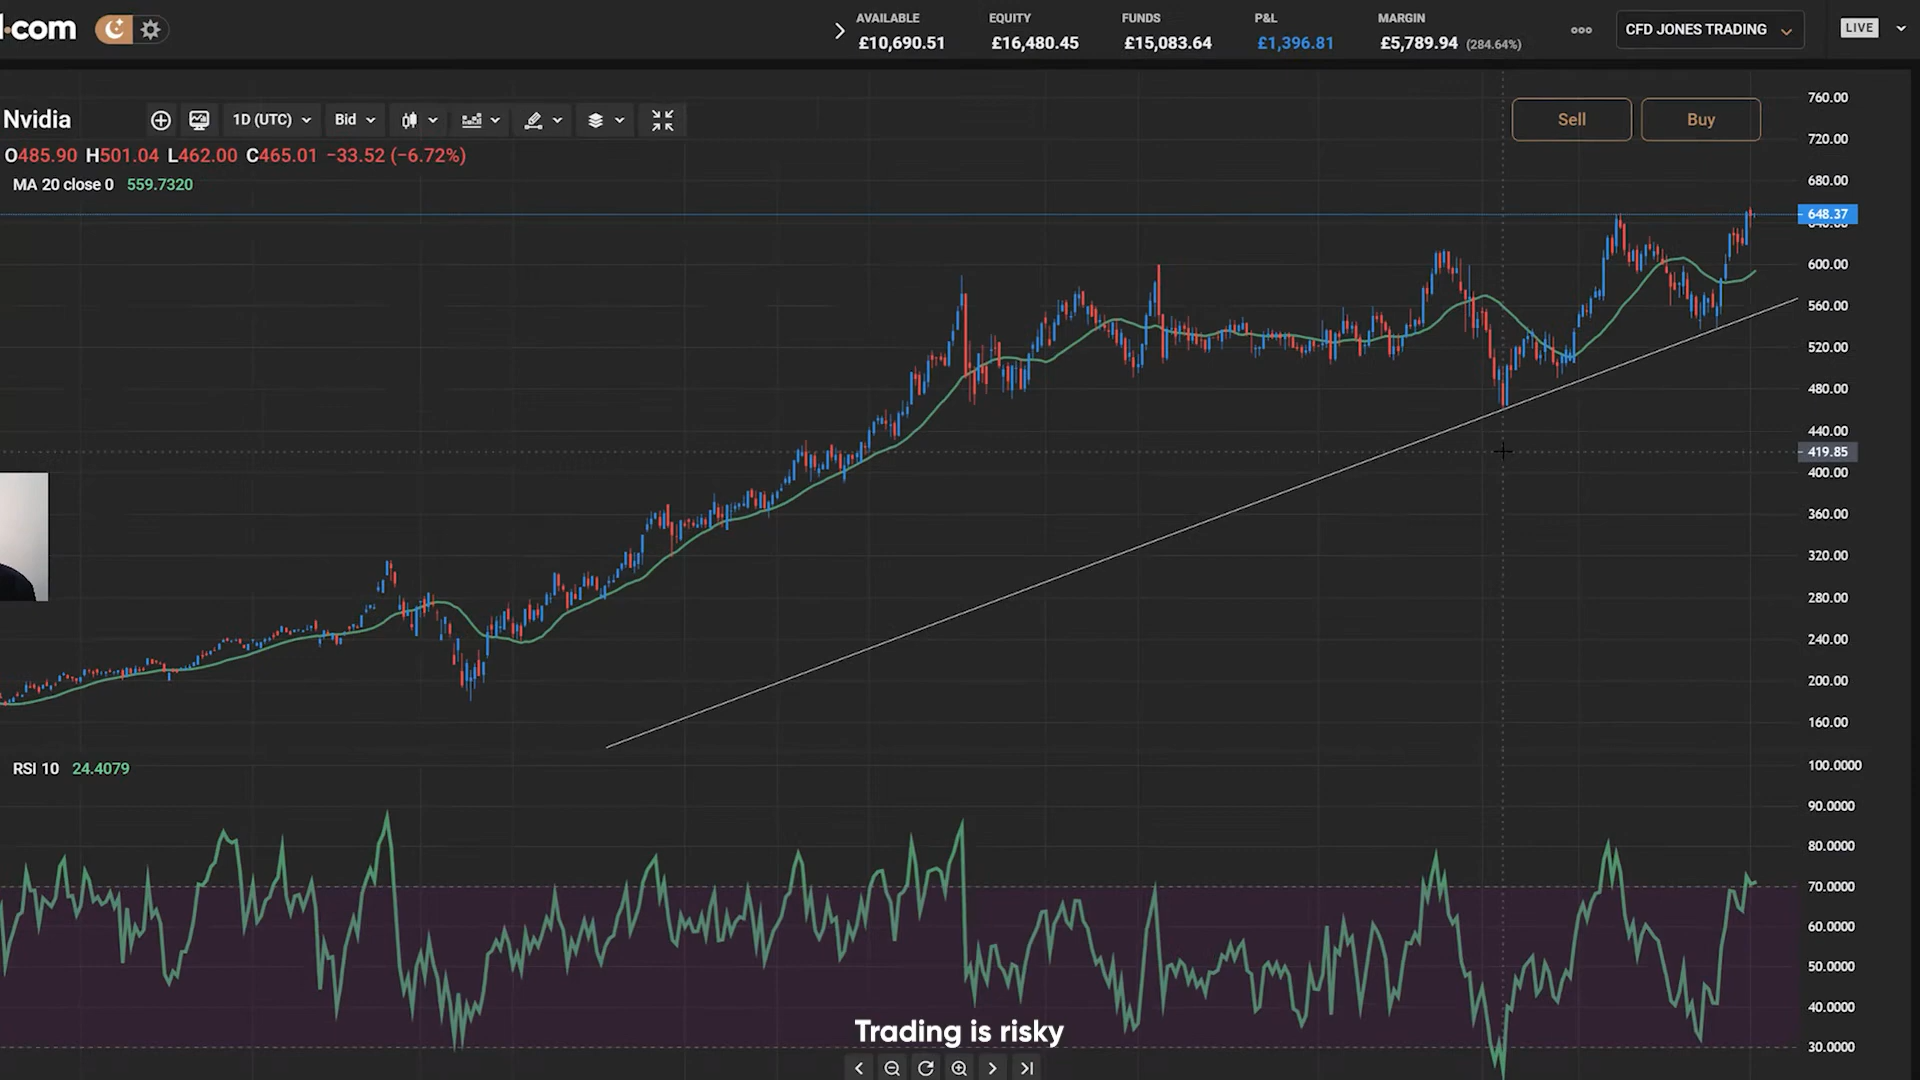 l.com
AVAILABLE
£10,690.51
EQUITY
£16,480.45
FUNDS
£15,083.64
P&L
£1,396.81
MARGIN
£5,789.94 (284.64%)
CFD JONES TRADING
LIVE
Nvidia
1D (UTC)
Bid
Sell
Buy
O485.90 H501.04 L462.00 C465.01 −33.52 (−6.72%)
MA 20 close 0 559.7320
760.00
720.00
680.00
648.37
640.00
600.00
560.00
520.00
480.00
440.00
419.85
400.00
360.00
320.00
280.00
240.00
200.00
160.00
RSI 10 24.4079
100.0000
90.0000
80.0000
70.0000
60.0000
50.0000
40.0000
30.0000
Trading is risky